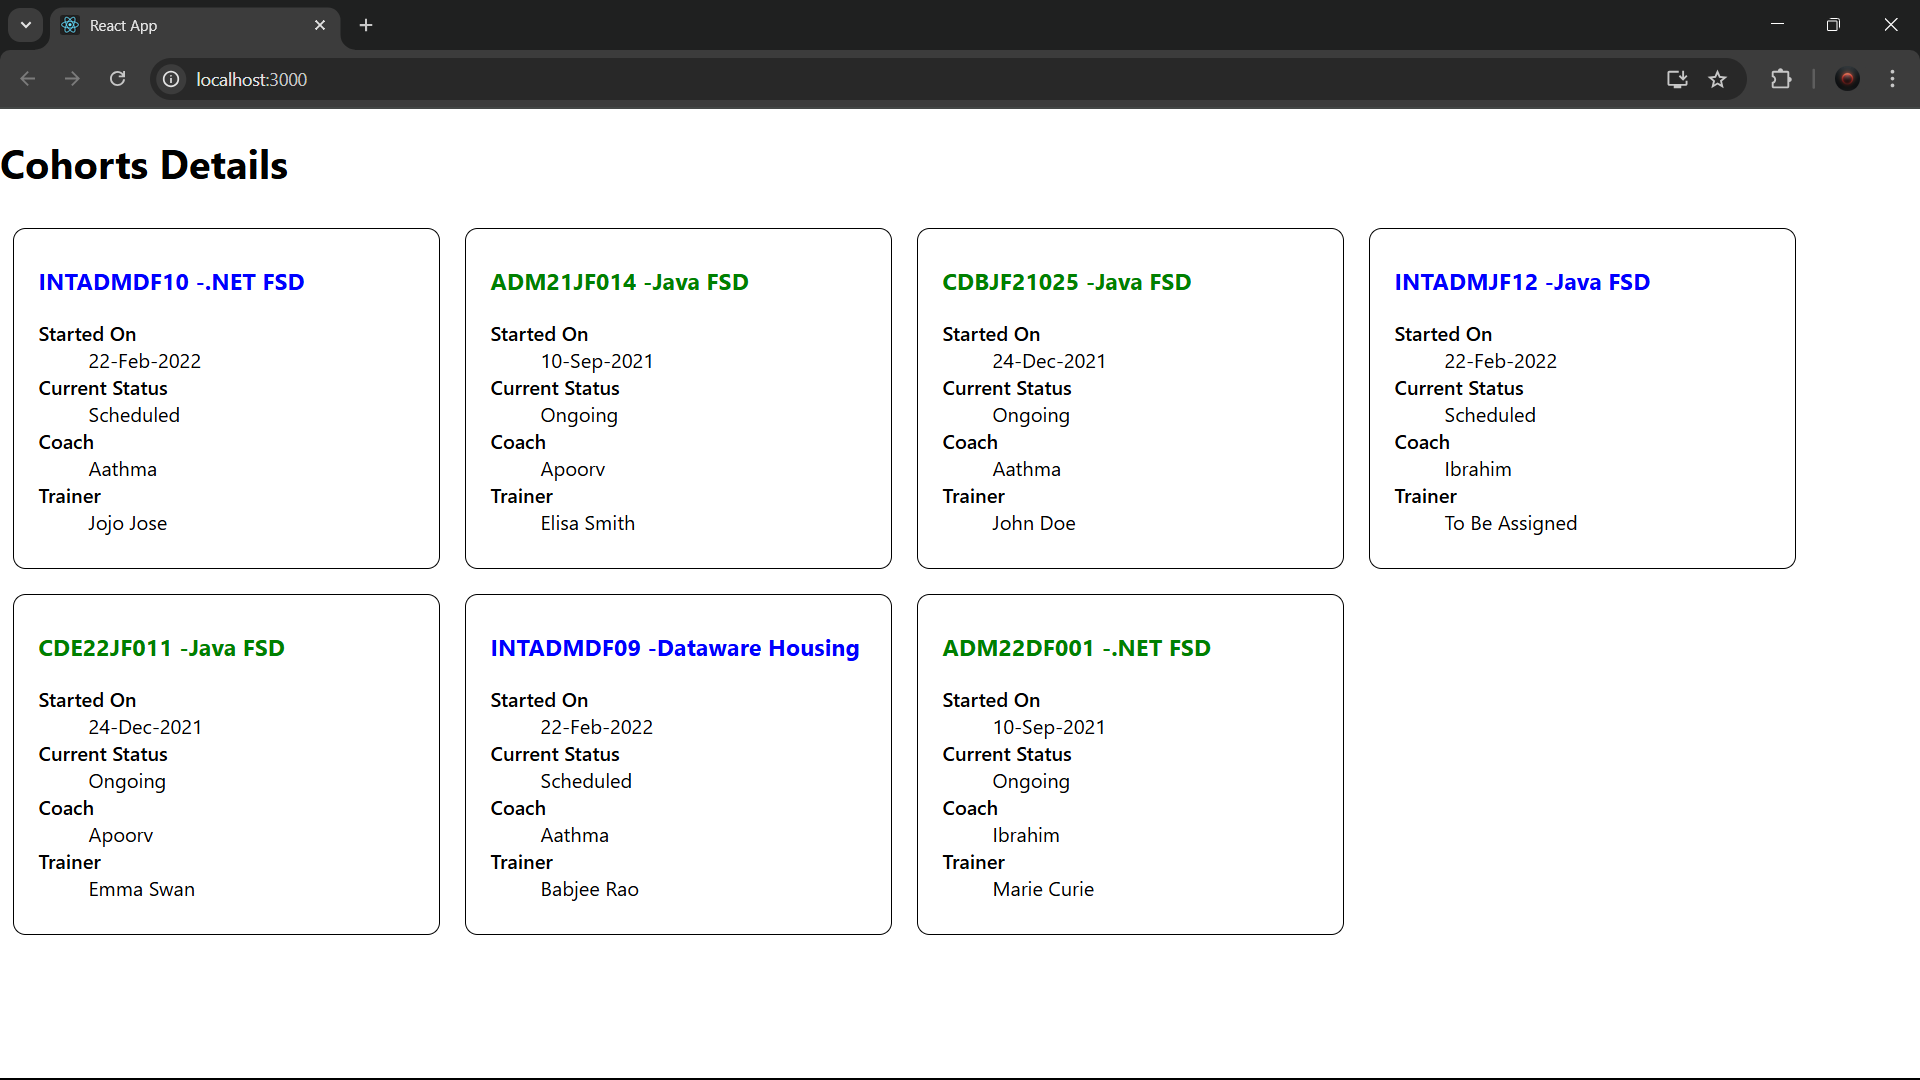 React App
localhost:3000
Cohorts Details
INTADMDF10 -.NET FSD
Started On
22-Feb-2022
Current Status
Scheduled
Coach
Aathma
Trainer
Jojo Jose
ADM21JF014 -Java FSD
Started On
10-Sep-2021
Current Status
Ongoing
Coach
Apoorv
Trainer
Elisa Smith
CDBJF21025 -Java FSD
Started On
24-Dec-2021
Current Status
Ongoing
Coach
Aathma
Trainer
John Doe
INTADMJF12 -Java FSD
Started On
22-Feb-2022
Current Status
Scheduled
Coach
Ibrahim
Trainer
To Be Assigned
CDE22JF011 -Java FSD
Started On
24-Dec-2021
Current Status
Ongoing
Coach
Apoorv
Trainer
Emma Swan
INTADMDF09 -Dataware Housing
Started On
22-Feb-2022
Current Status
Scheduled
Coach
Aathma
Trainer
Babjee Rao
ADM22DF001 -.NET FSD
Started On
10-Sep-2021
Current Status
Ongoing
Coach
Ibrahim
Trainer
Marie Curie